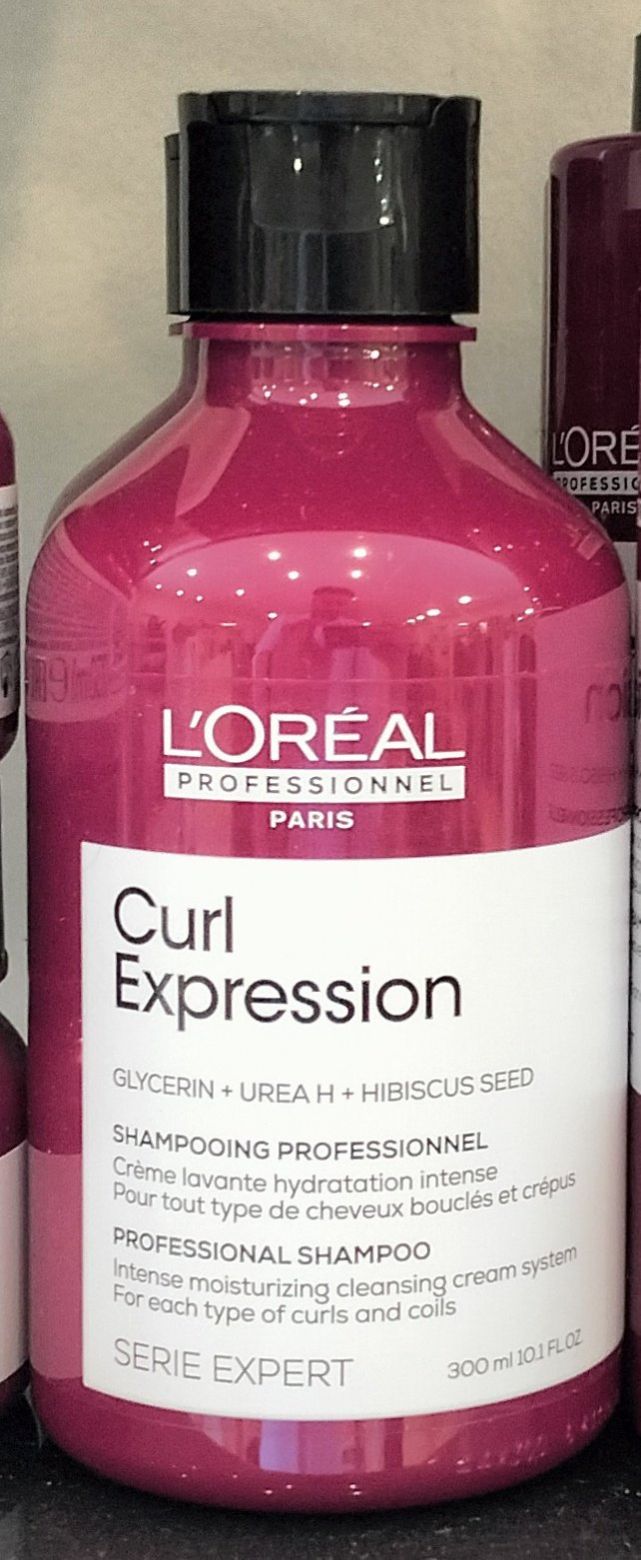 L'ORÉAL
PROFESSIONNEL
PARIS
Curl
Expression
GLYCERIN + UREA H + HIBISCUS SEED
SHAMPOOING PROFESSIONNEL
Crème lavante hydratation intense
Pour tout type de cheveux bouclés et crépus
PROFESSIONAL SHAMPOO
Intense moisturizing cleansing cream system
For each type of curls and coils
SERIE EXPERT
300 ml 10.1 FL.OZ
L'ORÉ
PROFESSIO
PARIS